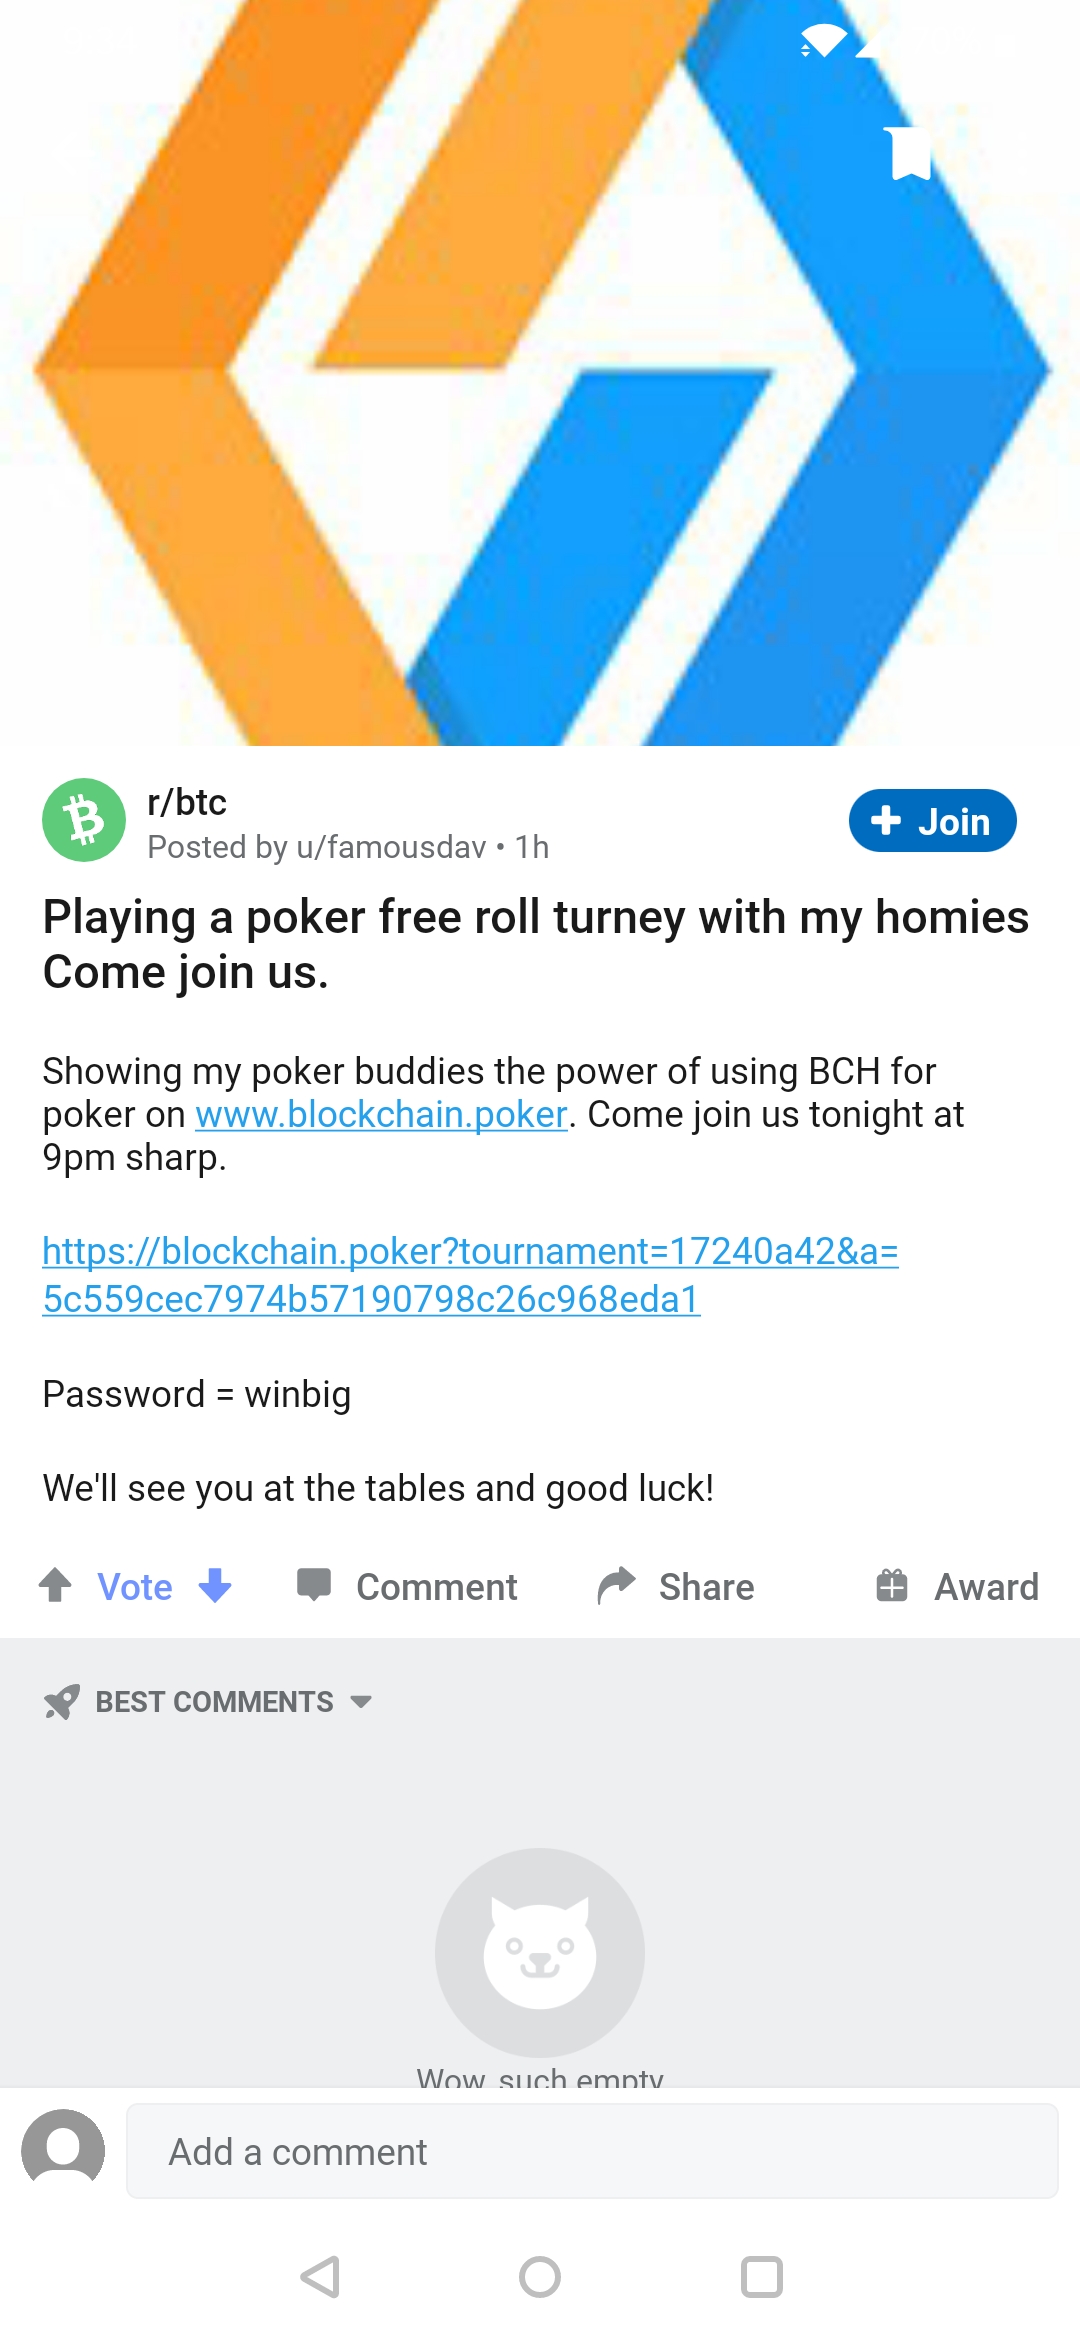 r/btc
Posted by u/famousdav • 1h
Join
Playing a poker free roll turney with my homies
Come join us.
Showing my poker buddies the power of using BCH for
poker on www.blockchain.poker. Come join us tonight at
9pm sharp.
https://blockchain.poker?tournament=17240a42&a=
5c559cec7974b57190798c26c968eda1
Password = winbig
We'll see you at the tables and good luck!
Vote Comment Share Award
BEST COMMENTS
Wow, such empty
Add a comment